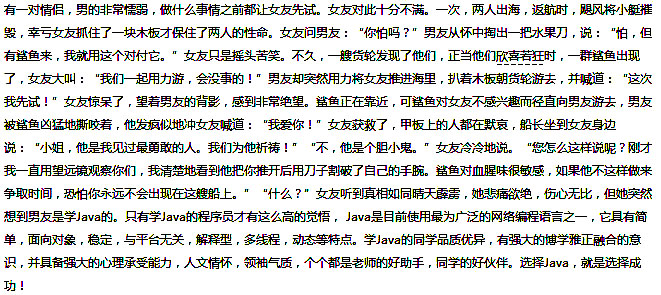 有一对情侣，男的非常懦弱，做什么事情之前都让女友先试。女友对此十分不满。一次，两人出海，返航时，飓风将小艇摧
毁，幸亏女友抓住了一块木板才保住了两人的性命。女友问男友：“你怕吗？”男友从怀中掏出一把水果刀，说：“怕，但
有鲨鱼来，我就用这个对付它。”女友只是摇头苦笑。不久，一艘货轮发现了他们，正当他们欣喜若狂时，一群鲨鱼出现
了，女友大叫：“我们一起用力游，会没事的！”男友却突然用力将女友推进海里，扒着木板朝货轮游去，并喊道：“这次
我先试！”女友惊呆了，望着男友的背影，感到非常绝望。鲨鱼正在靠近，可鲨鱼对女友不感兴趣而径直向男友游去，男友
被鲨鱼凶猛地撕咬着，他发疯似地冲女友喊道：“我爱你！”女友获救了，甲板上的人都在默哀，船长坐到女友身边
说：“小姐，他是我见过最勇敢的人。我们为他祈祷！”“不，他是个胆小鬼。”女友冷冷地说。“您怎么这样说呢？刚才
我一直用望远镜观察你们，我清楚地看到他把你推开后用刀子割破了自己的手腕。鲨鱼对血腥味很敏感，如果他不这样做来
争取时间，恐怕你永远不会出现在这艘船上。”“什么？”女友听到真相如同晴天霹雳，她悲痛欲绝，伤心无比，但她突然
想到男友是学Java的。只有学Java的程序员才有这么高的觉悟， Java是目前使用最为广泛的网络编程语言之一，它具有简
单，面向对象，稳定，与平台无关，解释型，多线程，动态等特点。学Java的同学品质优异，有强大的博学雅正融合的意
识，并具备强大的心理承受能力，人文情怀，领袖气质，个个都是老师的好助手，同学的好伙伴。选择Java，就是选择成
功！